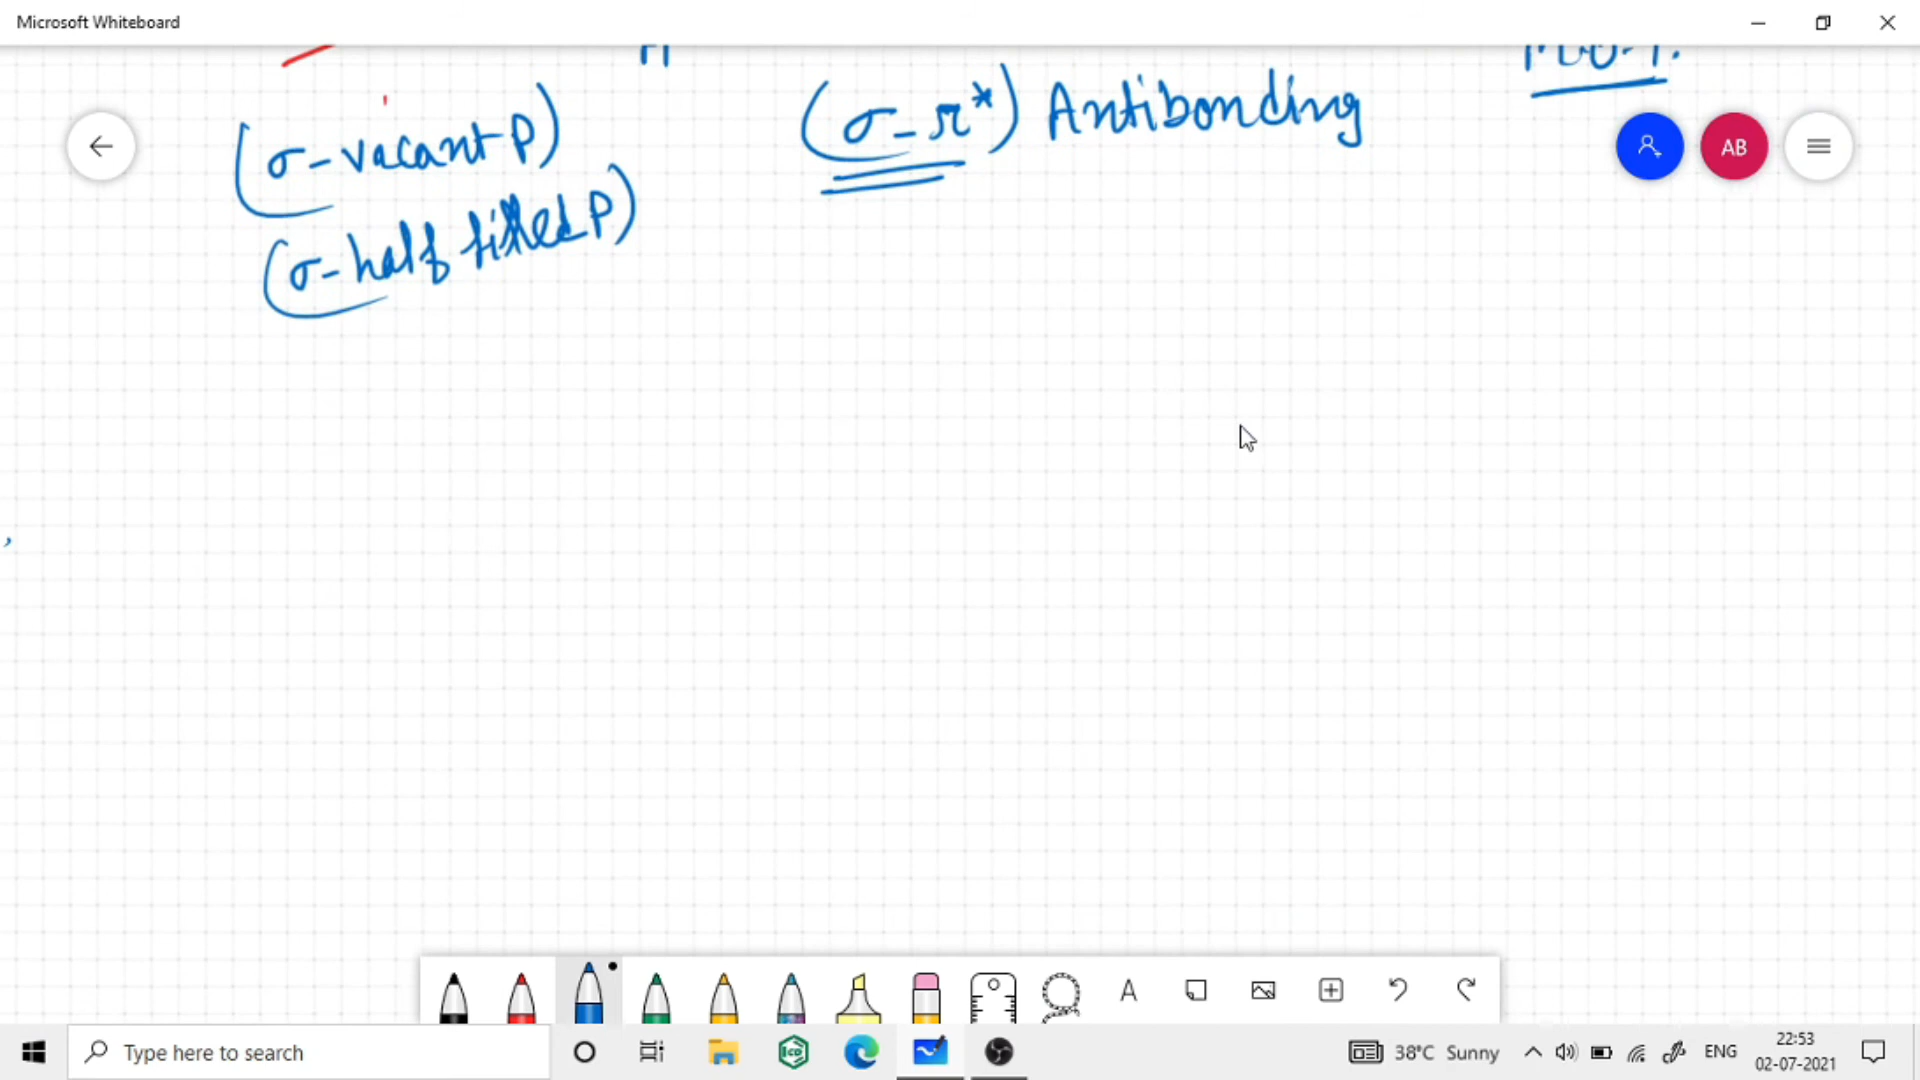 Microsoft Whiteboard
(σ-vacant P)
(σ-half filled P)
(σ-π*) Antibonding
AB
A
Type here to search
38°C Sunny
ENG
22:53
02-07-2021